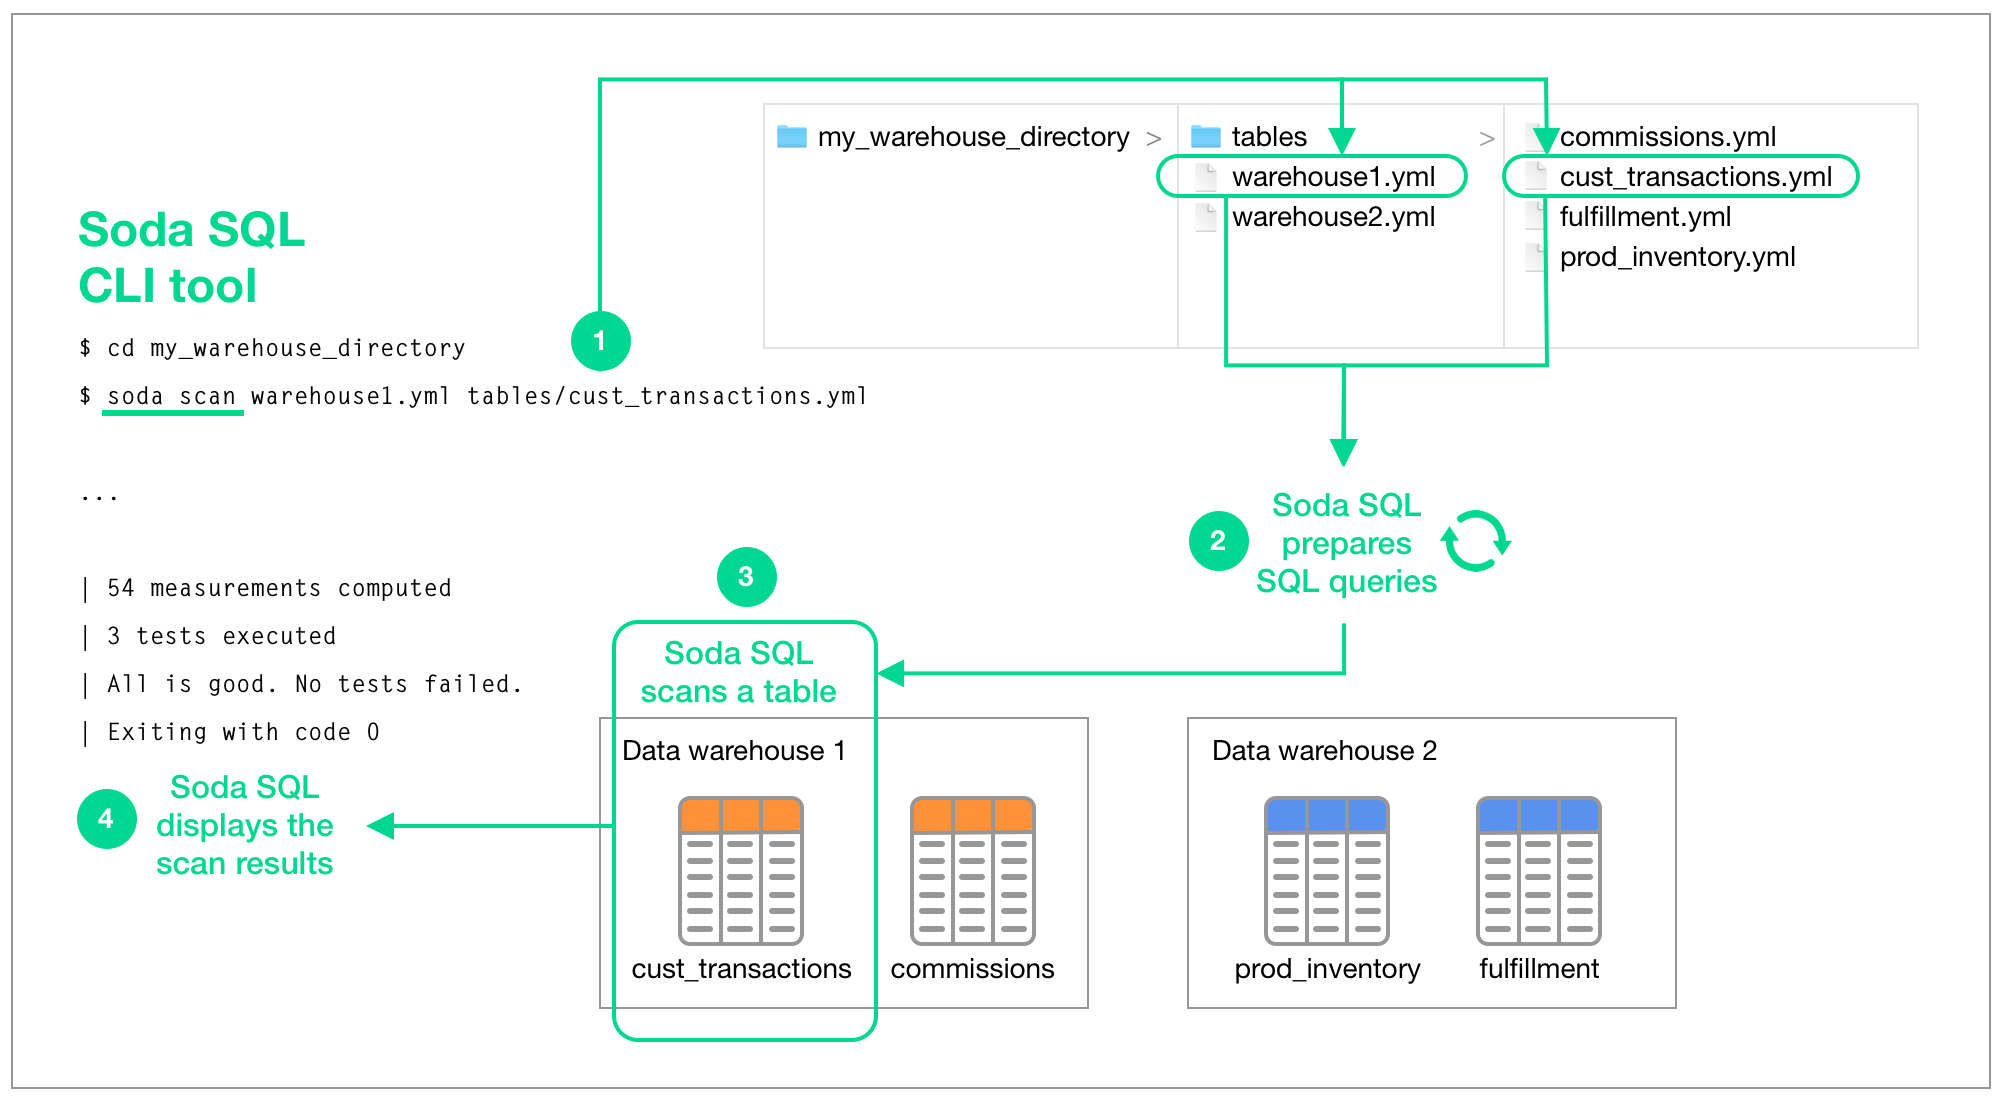 my_warehouse_directory >
tables >
warehouse1.yml
warehouse2.yml
commissions.yml
cust_transactions.yml
fulfillment.yml
prod_inventory.yml
Soda SQL
CLI tool
$ cd my_warehouse_directory
$ soda scan warehouse1.yml tables/cust_transactions.yml
...
| 54 measurements computed
| 3 tests executed
| All is good. No tests failed.
| Exiting with code 0
1
2
Soda SQL
prepares
SQL queries
3
Soda SQL
scans a table
4
Soda SQL
displays the
scan results
Data warehouse 1
cust_transactions
commissions
Data warehouse 2
prod_inventory
fulfillment